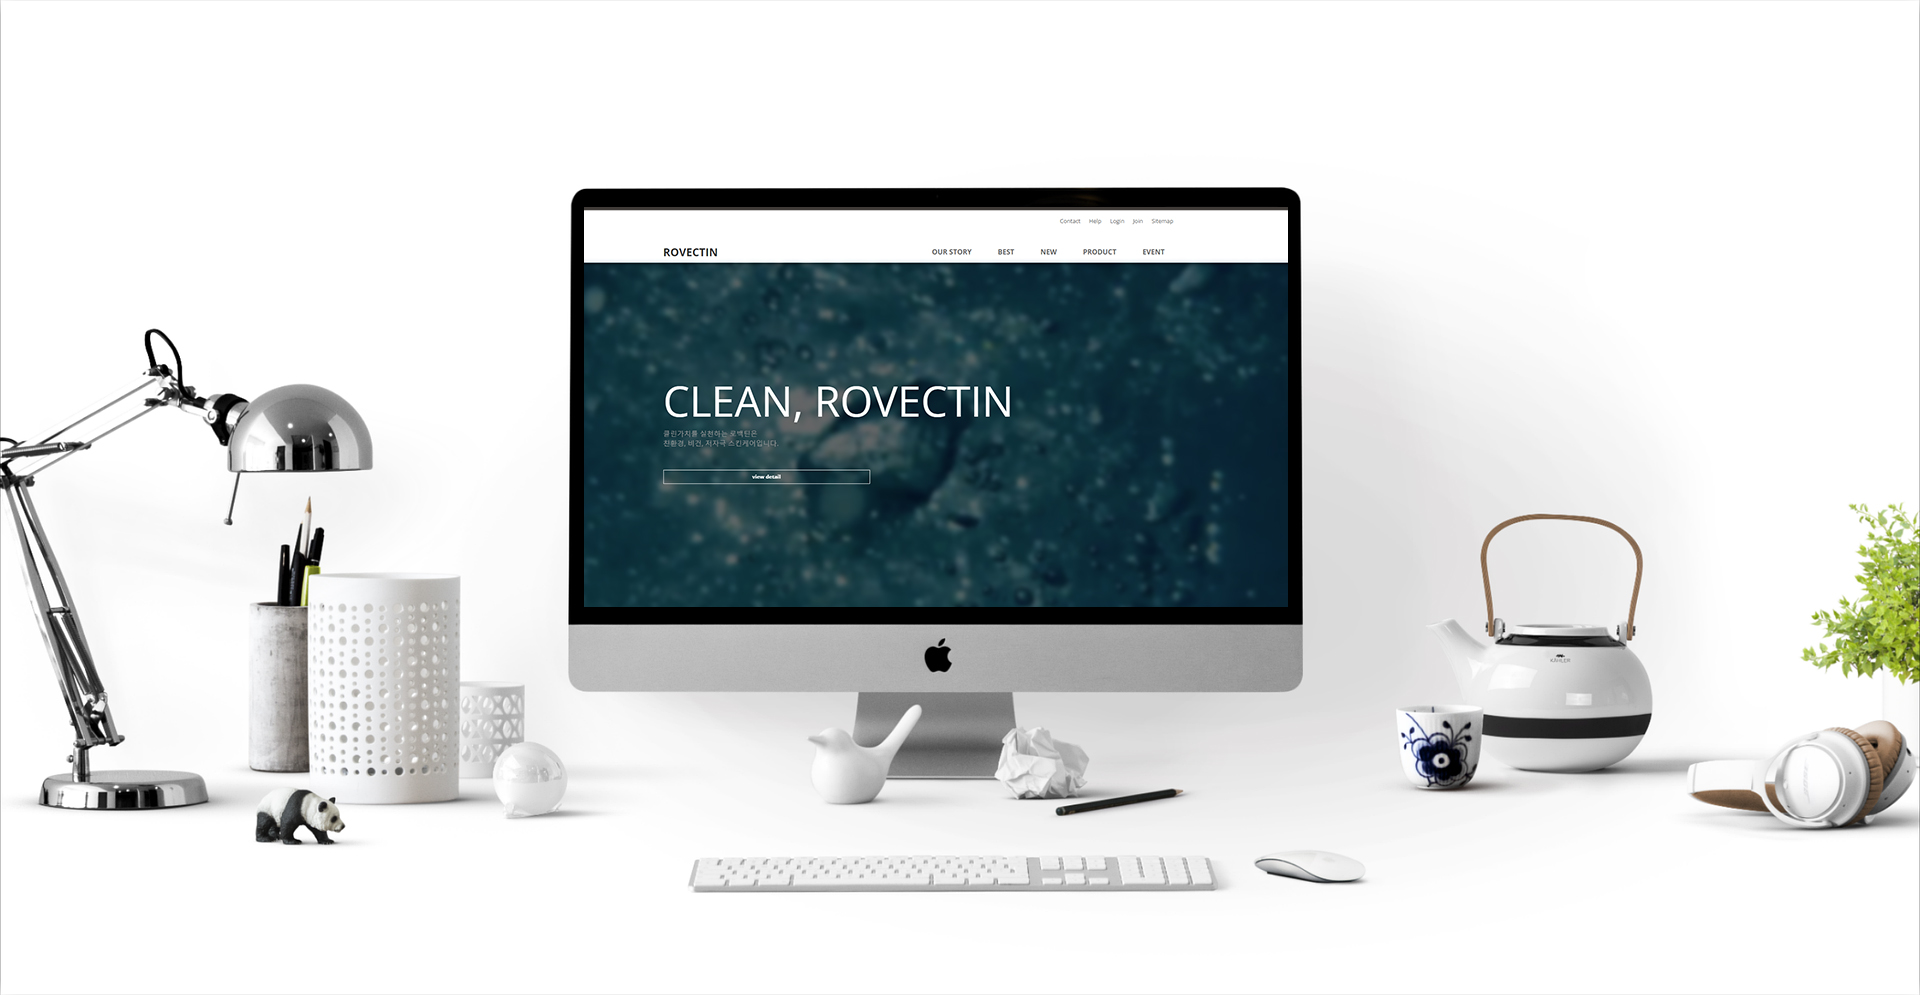 Contact Help Login Join Sitemap
ROVECTIN OUR STORY BEST NEW PRODUCT EVENT
CLEAN, ROVECTIN
클린가치를 실천하는 로벡틴은
친환경, 비건, 저자극 스킨케어입니다.
view detail
KÄHLER